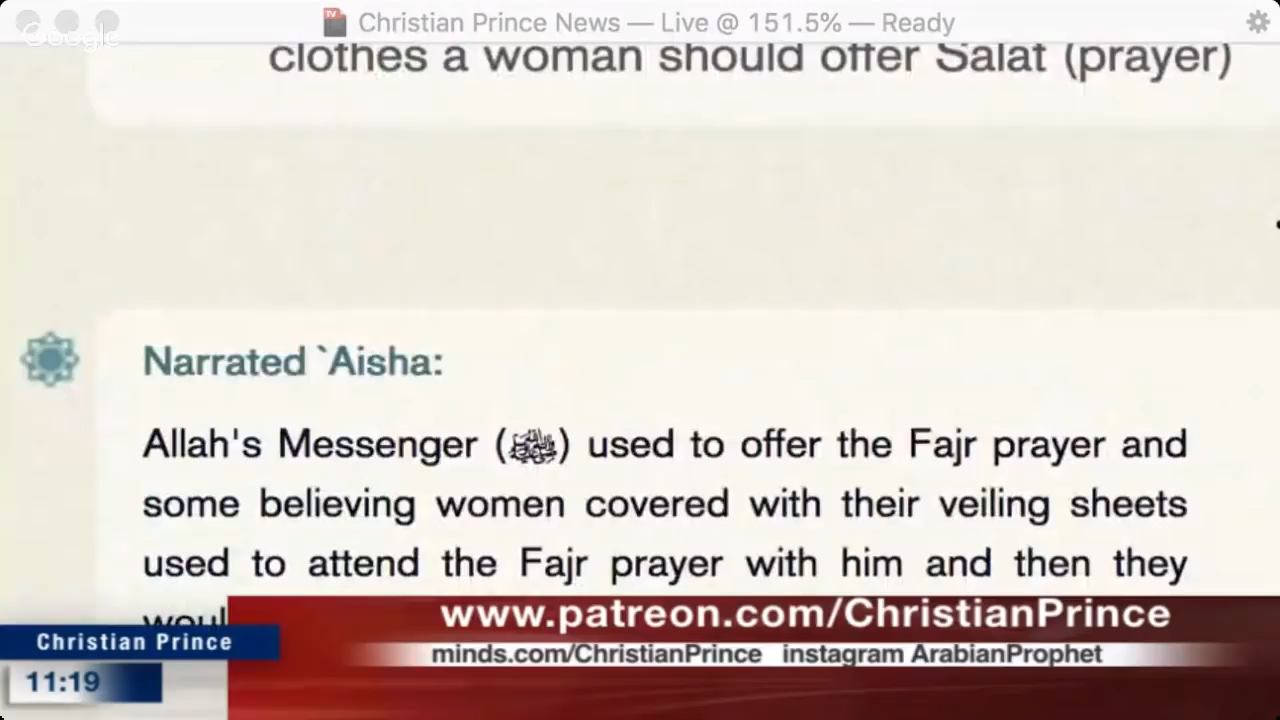 Christian Prince News — Live @ 151.5% — Ready
Google
clothes a woman should offer Salat (prayer)
Narrated `Aisha:
Allah's Messenger (ﷺ) used to offer the Fajr prayer and
some believing women covered with their veiling sheets
used to attend the Fajr prayer with him and then they
www.patreon.com/ChristianPrince
Christian Prince
minds.com/ChristianPrince instagram ArabianProphet
11:19